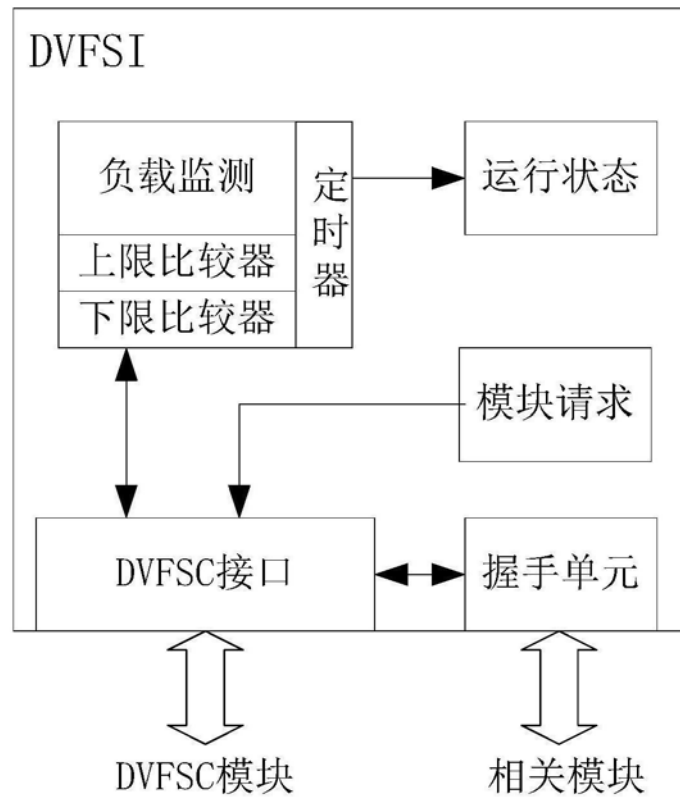 DVFSI
负载监测
定时器
运行状态
上限比较器
下限比较器
模块请求
DVFSC接口
握手单元
DVFSC模块
相关模块